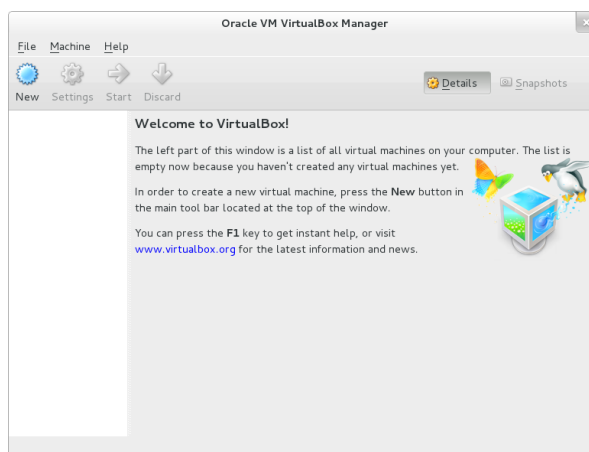 Oracle VM VirtualBox Manager
File Machine Help
New Settings Start Discard
Details Snapshots
Welcome to VirtualBox!
The left part of this window is a list of all virtual machines on your computer. The list is
empty now because you haven't created any virtual machines yet.
In order to create a new virtual machine, press the New button in
the main tool bar located at the top of the window.
You can press the F1 key to get instant help, or visit
www.virtualbox.org for the latest information and news.